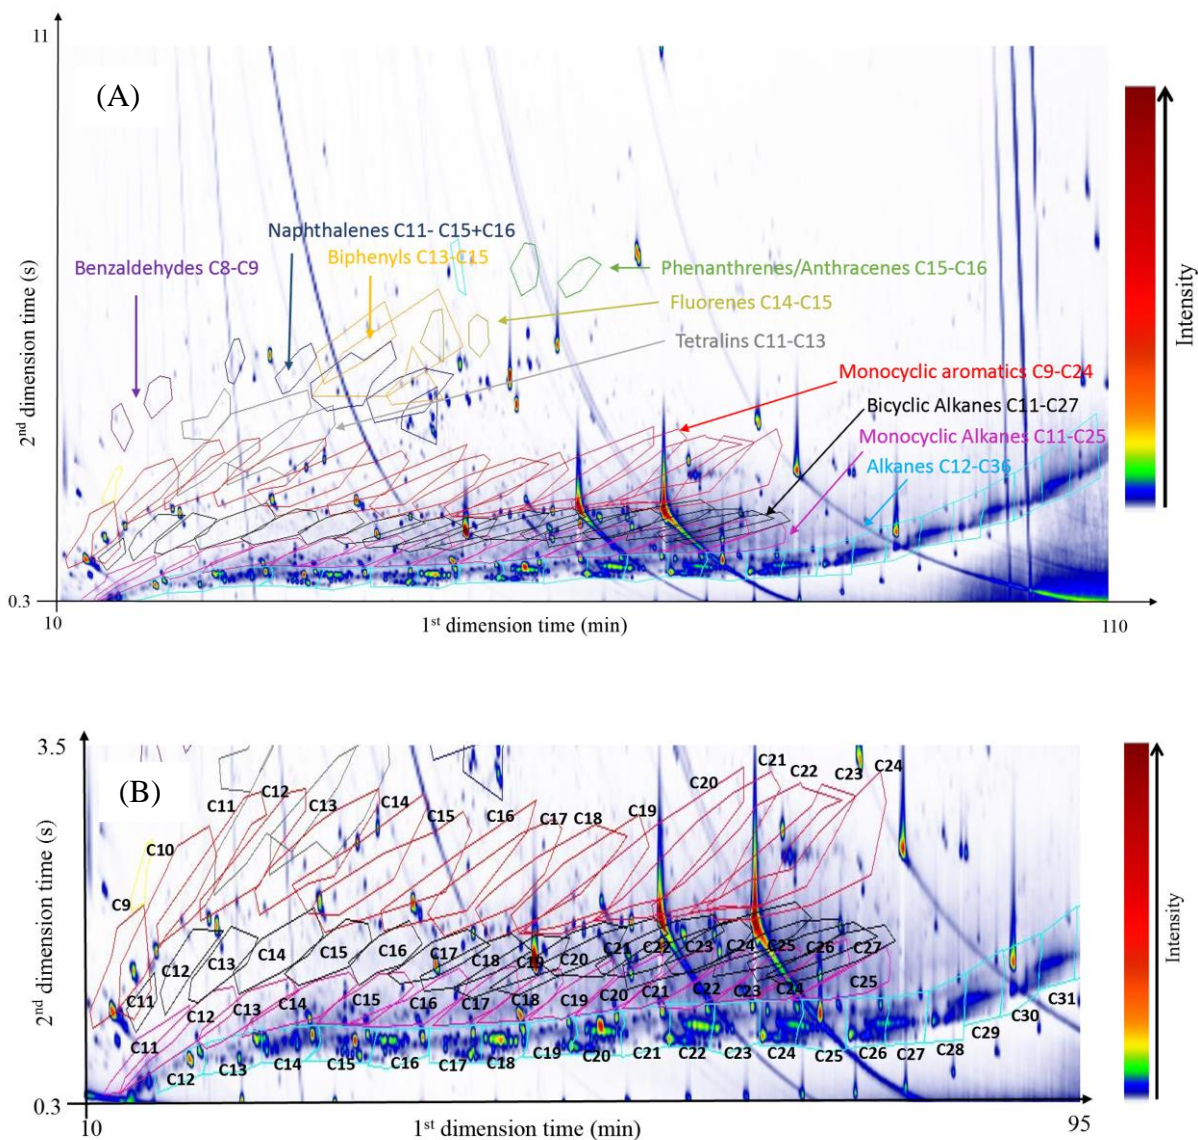 11
(A)
Naphthalenes C11- C15+C16
Biphenyls C13-C15
Benzaldehydes C8-C9
Phenanthrenes/Anthracenes C15-C16
Fluorenes C14-C15
Tetralins C11-C13
Monocyclic aromatics C9-C24
Bicyclic Alkanes C11-C27
Monocyclic Alkanes C11-C25
Alkanes C12-C36
2nd dimension time (s)
Intensity
0.3
10
1st dimension time (min)
110
3.5
(B)
C9
C10
C11
C12
C13
C14
C15
C16
C17
C18
C19
C20
C21
C22
C23
C24
C11
C12
C13
C14
C15
C16
C17
C18
C19
C20
C21
C22
C23
C24
C25
C26
C27
C11
C12
C13
C14
C15
C16
C17
C18
C19
C20
C21
C22
C23
C24
C25
C12
C13
C14
C15
C16
C17
C18
C19
C20
C21
C22
C23
C24
C25
C26
C27
C28
C29
C30
C31
2nd dimension time (s)
Intensity
0.3
10
1st dimension time (min)
95